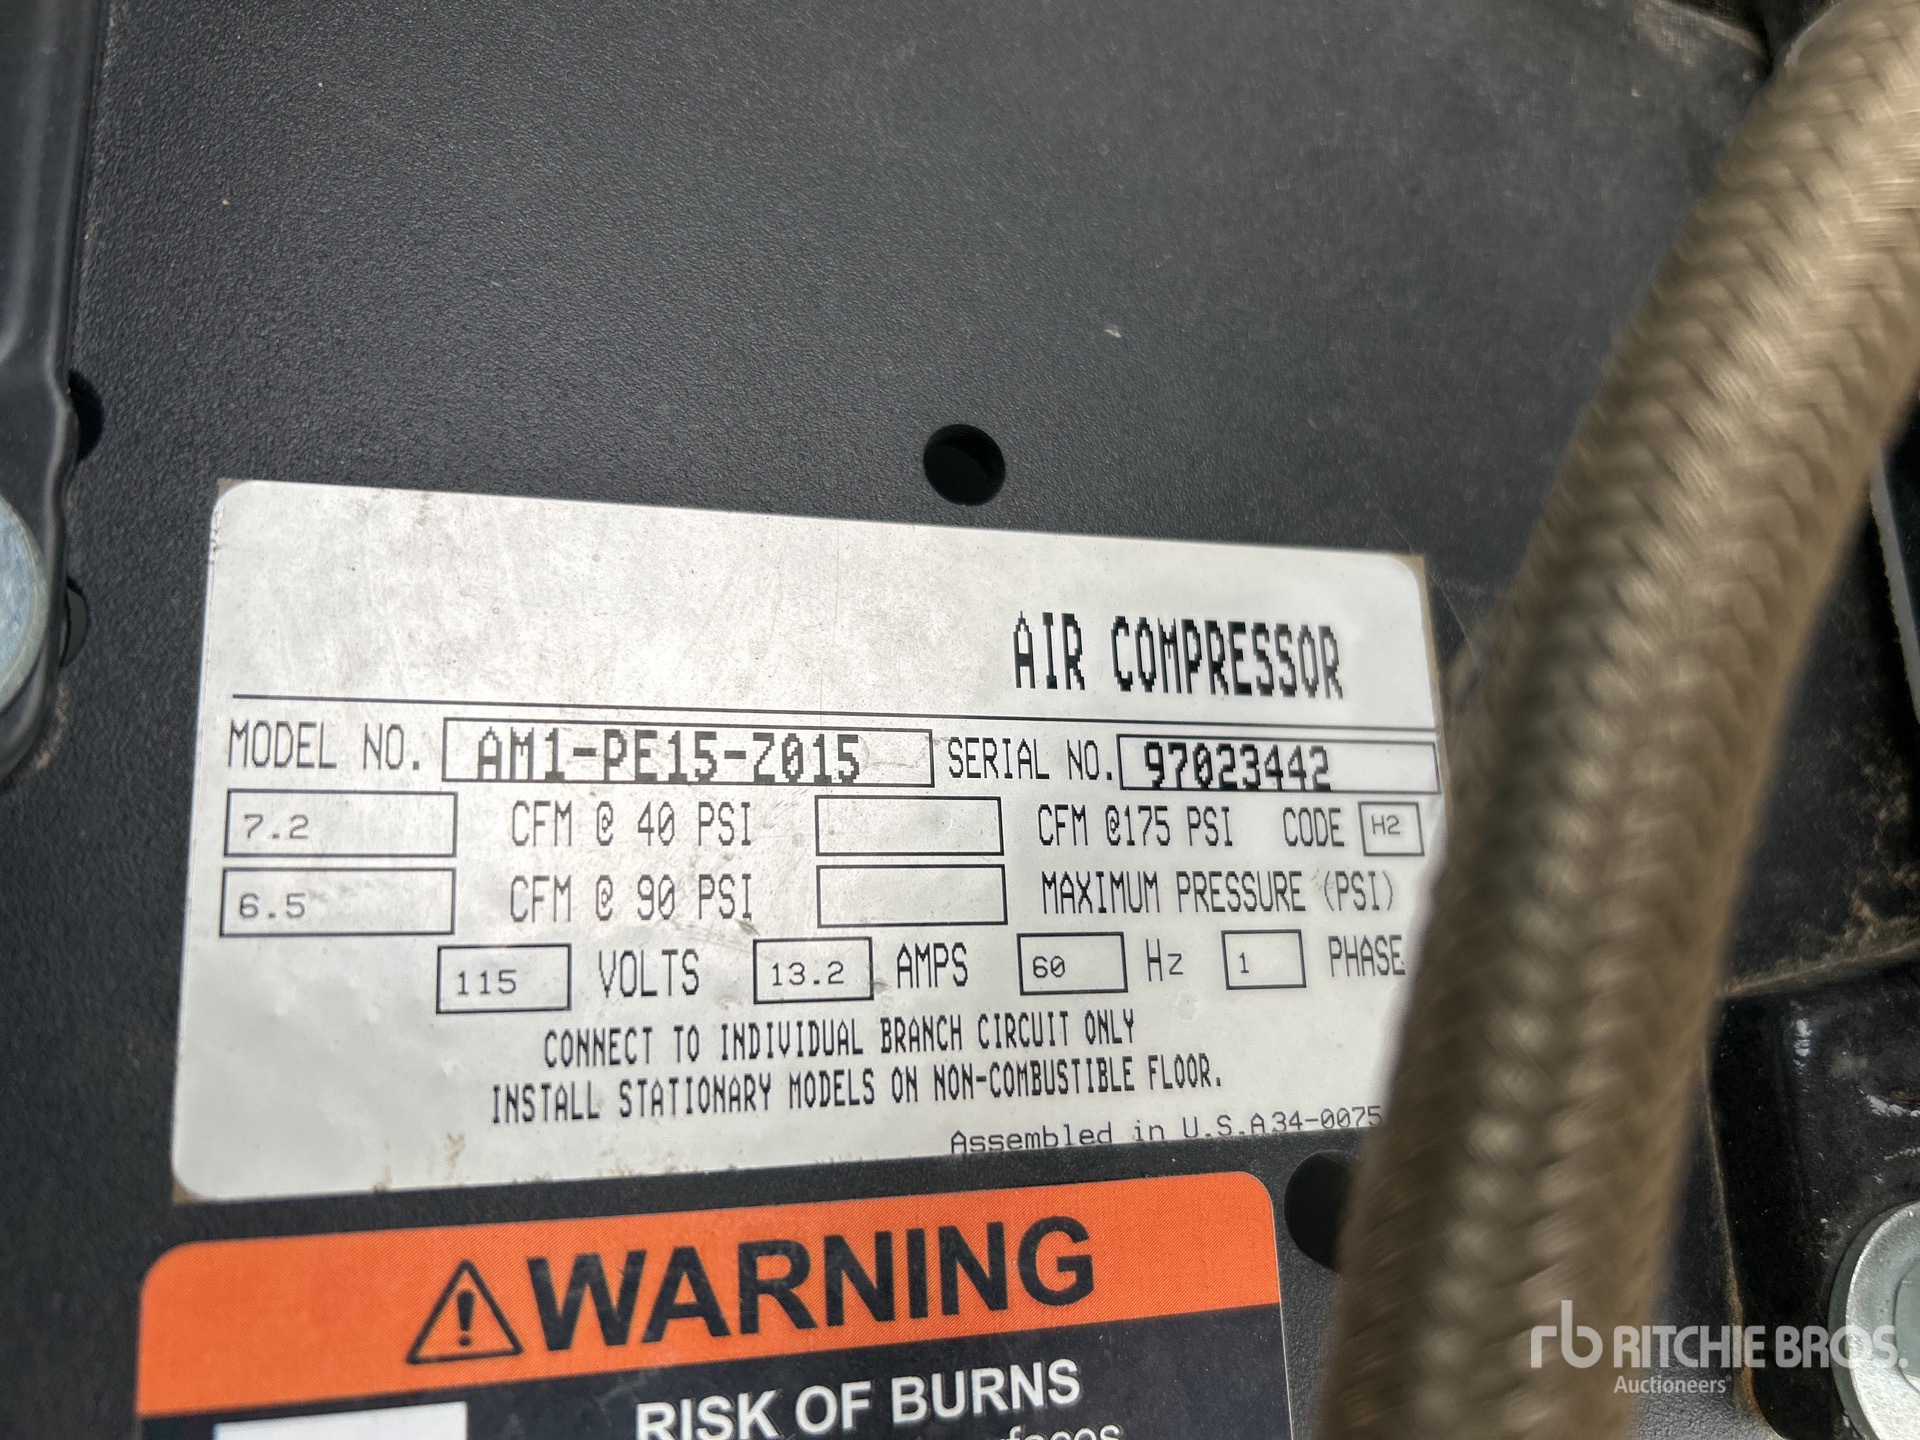 AIR COMPRESSOR
MODEL NO. AM1-PE15-Z015 SERIAL NO. 97023442
7.2 CFM @ 40 PSI CFM @175 PSI CODE H2
6.5 CFM @ 90 PSI MAXIMUM PRESSURE (PSI)
115 VOLTS 13.2 AMPS 60 Hz 1 PHASE
CONNECT TO INDIVIDUAL BRANCH CIRCUIT ONLY
INSTALL STATIONARY MODELS ON NON-COMBUSTIBLE FLOOR.
Assembled in U.S.A 34-0075
WARNING
RISK OF BURNS
rb RITCHIE BROS.
Auctioneers